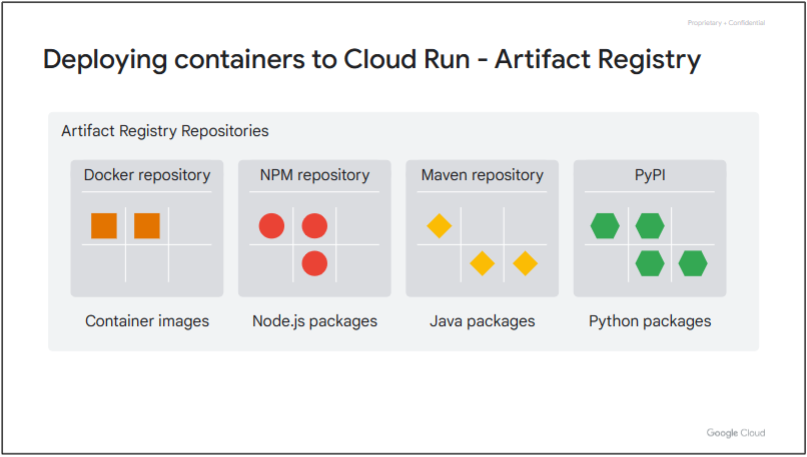 Proprietary + Confidential
Deploying containers to Cloud Run - Artifact Registry
Artifact Registry Repositories
Docker repository
NPM repository
Maven repository
PyPI
Container images
Node.js packages
Java packages
Python packages
Google Cloud